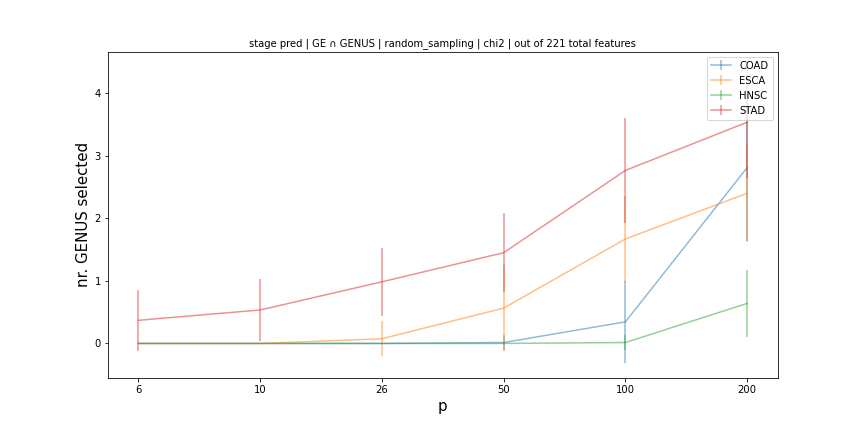 stage pred | GE ∩ GENUS | random_sampling | chi2 | out of 221 total features
COAD
ESCA
HNSC
STAD
nr. GENUS selected
4
3
2
1
0
6 10 26 50 100 200
p